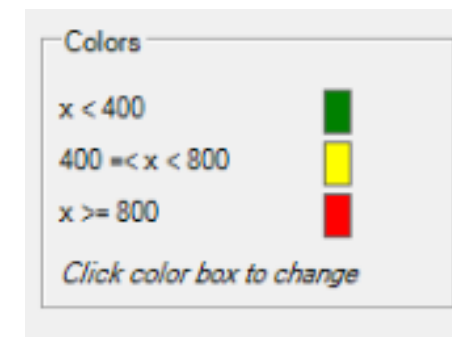 Colors
x < 400
400 =< x < 800
x >= 800
Click color box to change